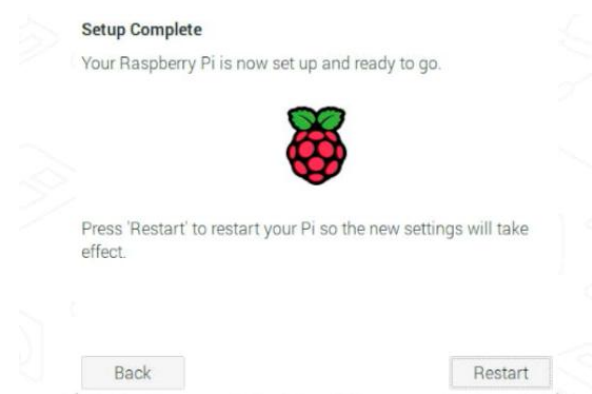 Setup Complete
Your Raspberry Pi is now set up and ready to go.
Press 'Restart' to restart your Pi so the new settings will take
effect.
Back
Restart